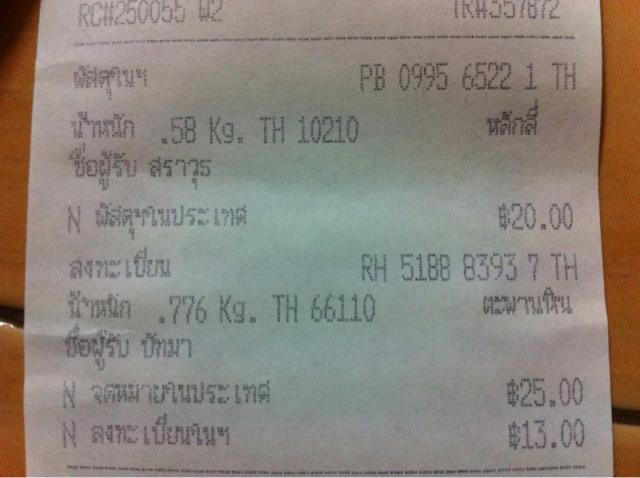 RC#250055 W2 TR#557872
พัสดุในฯ PB 0995 6522 1 TH
น้ำหนัก .58 Kg. TH 10210 หลักสี่
ชื่อผู้รับ สราวุธ
N พัสดุฯในประเทศ ฿20.00
ลงทะเบียน RH 5188 8393 7 TH
น้ำหนัก .776 Kg. TH 66110 ตะพานหิน
ชื่อผู้รับ ปัทมา
N จดหมายในประเทศ ฿25.00
N ลงทะเบียนในฯ ฿13.00